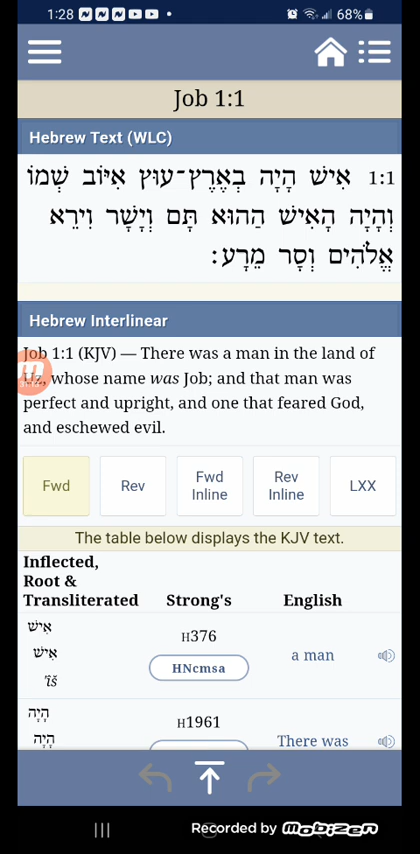 1:28
68%
Job 1:1
Hebrew Text (WLC)
1:1 אִישׁ הָיָה בְאֶרֶץ־עוּץ אִיּוֹב שְׁמוֹ
וְהָיָה הָאִישׁ הַהוּא תָּם וְיָשָׁר וִירֵא
אֱלֹהִים וְסָר מֵרָע׃
Hebrew Interlinear
Job 1:1 (KJV) — There was a man in the land of
Uz, whose name was Job; and that man was
perfect and upright, and one that feared God,
and eschewed evil.
Fwd Rev Fwd Inline Rev Inline LXX
The table below displays the KJV text.
Inflected,
Root &
Transliterated Strong's English
אִישׁ
H376
אִישׁ a man
HNcmsa
'îš
הָיָה
H1961
הָיָה There was
Recorded by Mobizen